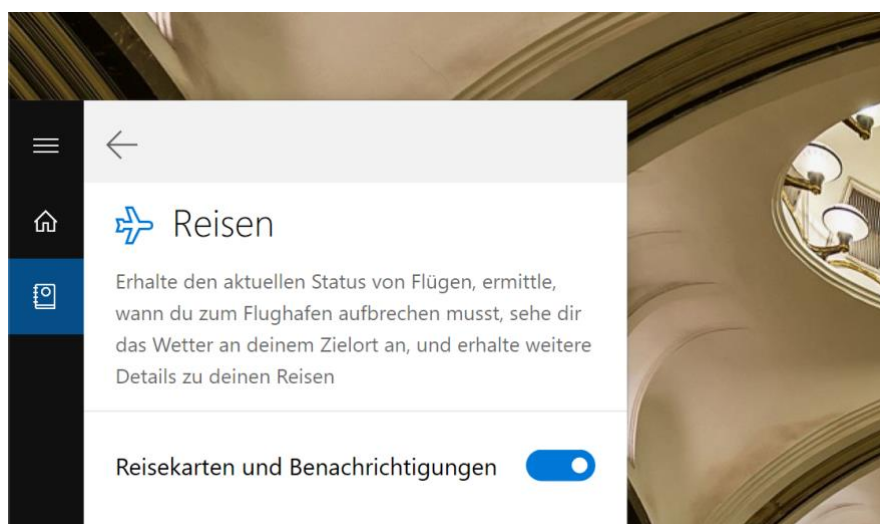 Reisen
Erhalte den aktuellen Status von Flügen, ermittle,
wann du zum Flughafen aufbrechen musst, sehe dir
das Wetter an deinem Zielort an, und erhalte weitere
Details zu deinen Reisen
Reisekarten und Benachrichtigungen